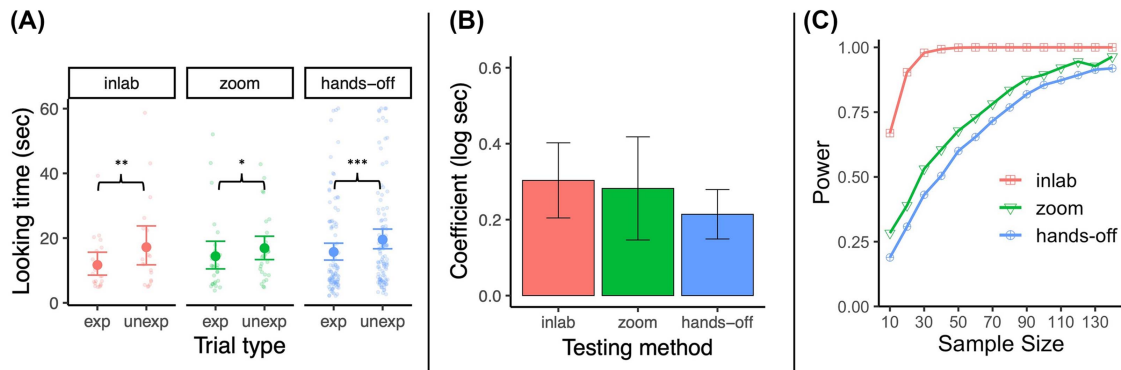 (A)
inlab zoom hands-off
Looking time (sec)
60
40
20
0
** * ***
exp unexp exp unexp exp unexp
Trial type
(B)
Coefficient (log sec)
0.6
0.4
0.2
0.0
inlab zoom hands-off
Testing method
(C)
Power
1.00
0.75
0.50
0.25
0.00
inlab
zoom
hands-off
10 30 50 70 90 110 130
Sample Size